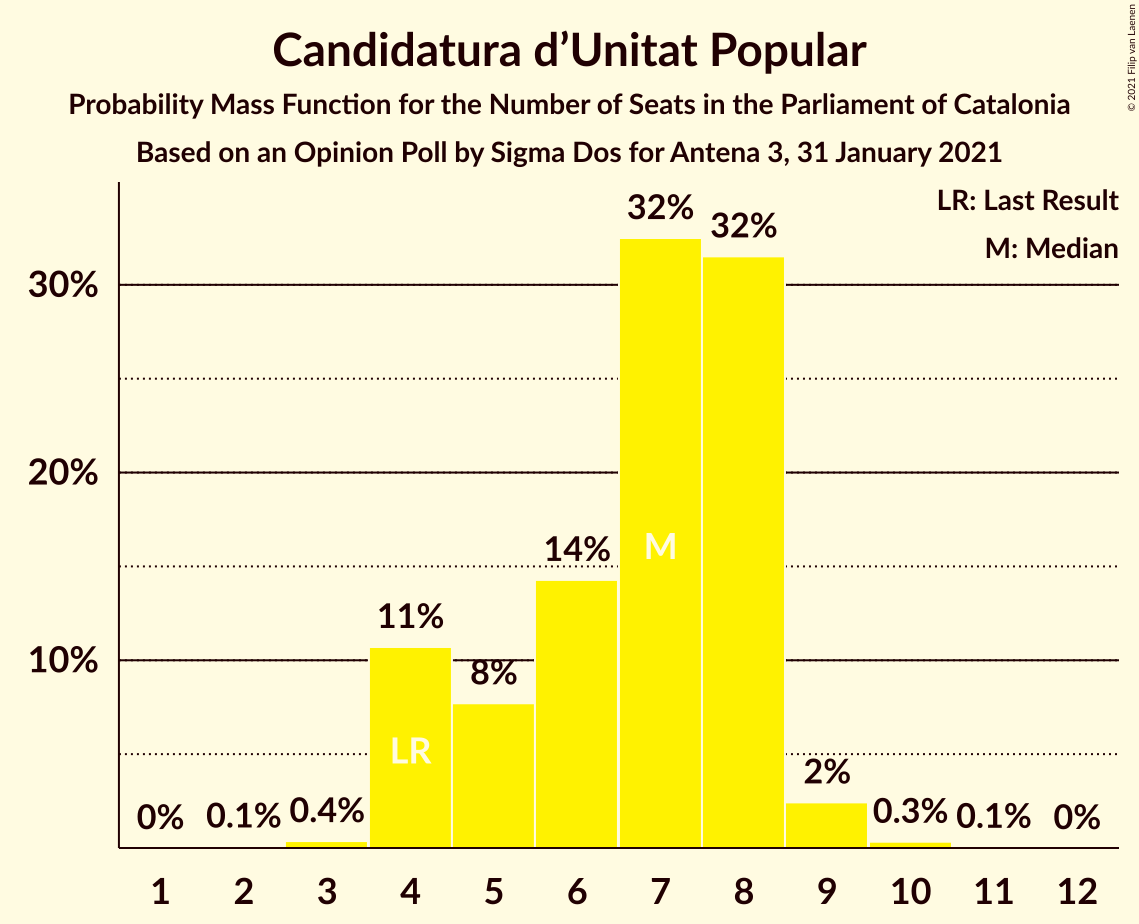 Candidatura d’Unitat Popular
Probability Mass Function for the Number of Seats in the Parliament of Catalonia
Based on an Opinion Poll by Sigma Dos for Antena 3, 31 January 2021
© 2021 Filip van Laenen
LR: Last Result
M: Median
30%
20%
10%
0%
0.1%
0.4%
11%
8%
14%
32%
32%
2%
0.3%
0.1%
0%
LR
M
1 2 3 4 5 6 7 8 9 10 11 12